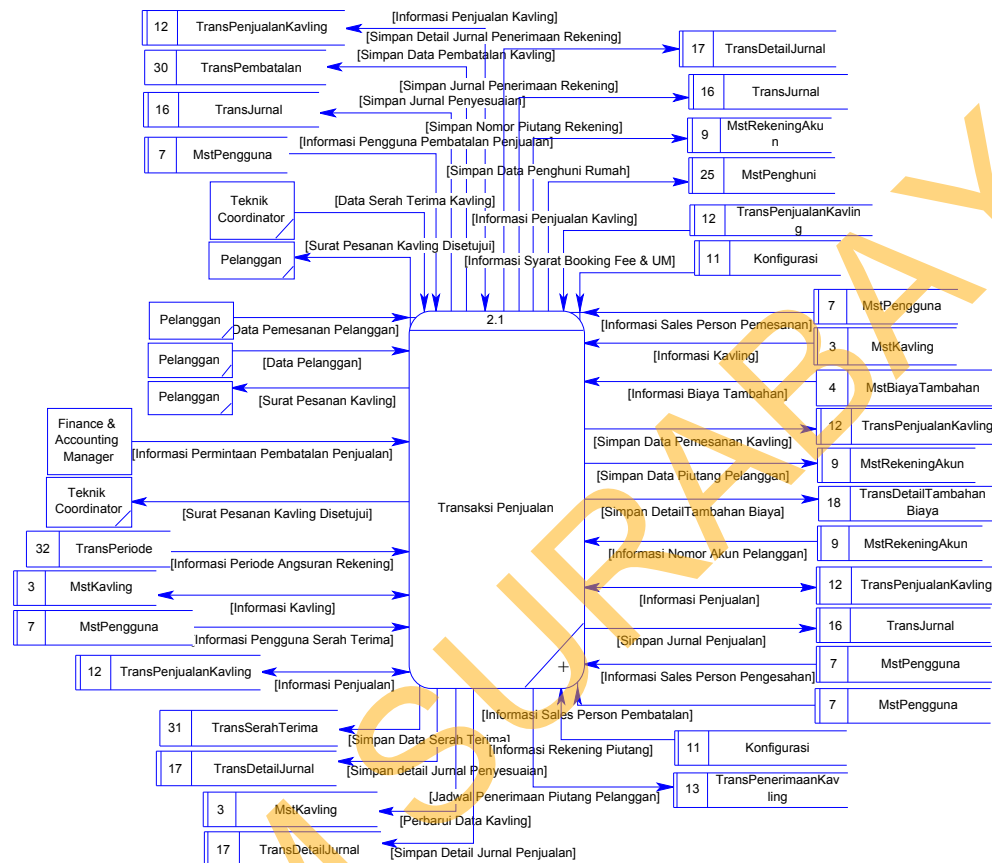 12 TransPenjualanKavling
[Informasi Penjualan Kavling]
[Simpan Detail Jurnal Penerimaan Rekening]
17 TransDetailJurnal
30 TransPembatalan
[Simpan Data Pembatalan Kavling]
[Simpan Jurnal Penerimaan Rekening]
16 TransJurnal
16 TransJurnal
[Simpan Jurnal Penyesuaian]
[Simpan Nomor Piutang Rekening]
9 MstRekeningAku
n
7 MstPengguna
[Informasi Pengguna Pembatalan Penjualan]
[Simpan Data Penghuni Rumah]
25 MstPenghuni
Teknik
Coordinator
[Data Serah Terima Kavling]
[Informasi Penjualan Kavling]
12 TransPenjualanKavlin
g
Pelanggan
[Surat Pesanan Kavling Disetujui]
[Informasi Syarat Booking Fee & UM]
11 Konfigurasi
Pelanggan
[Data Pemesanan Pelanggan]
2.1
7 MstPengguna
[Informasi Sales Person Pemesanan]
Pelanggan
[Data Pelanggan]
3 MstKavling
[Informasi Kavling]
Pelanggan
[Surat Pesanan Kavling]
4 MstBiayaTambahan
[Informasi Biaya Tambahan]
Finance &
Accounting
Manager
[Informasi Permintaan Pembatalan Penjualan]
12 TransPenjualanKavling
[Simpan Data Pemesanan Kavling]
9 MstRekeningAkun
[Simpan Data Piutang Pelanggan]
Teknik
Coordinator
[Surat Pesanan Kavling Disetujui]
Transaksi Penjualan
18 TransDetailTambahan
Biaya
[Simpan DetailTambahan Biaya]
32 TransPeriode
[Informasi Periode Angsuran Rekening]
9 MstRekeningAkun
[Informasi Nomor Akun Pelanggan]
3 MstKavling
[Informasi Kavling]
12 TransPenjualanKavling
[Informasi Penjualan]
7 MstPengguna
[Informasi Pengguna Serah Terima]
16 TransJurnal
[Simpan Jurnal Penjualan]
12 TransPenjualanKavling
[Informasi Penjualan]
+
7 MstPengguna
[Informasi Sales Person Pengesahan]
7 MstPengguna
[Informasi Sales Person Pembatalan]
31 TransSerahTerima
[Simpan Data Serah Terima]
[Informasi Rekening Piutang]
11 Konfigurasi
17 TransDetailJurnal
[Simpan detail Jurnal Penyesuaian]
[Jadwal Penerimaan Piutang Pelanggan]
13 TransPenerimaanKav
ling
3 MstKavling
[Perbarui Data Kavling]
17 TransDetailJurnal
[Simpan Detail Jurnal Penjualan]
M SURABAY